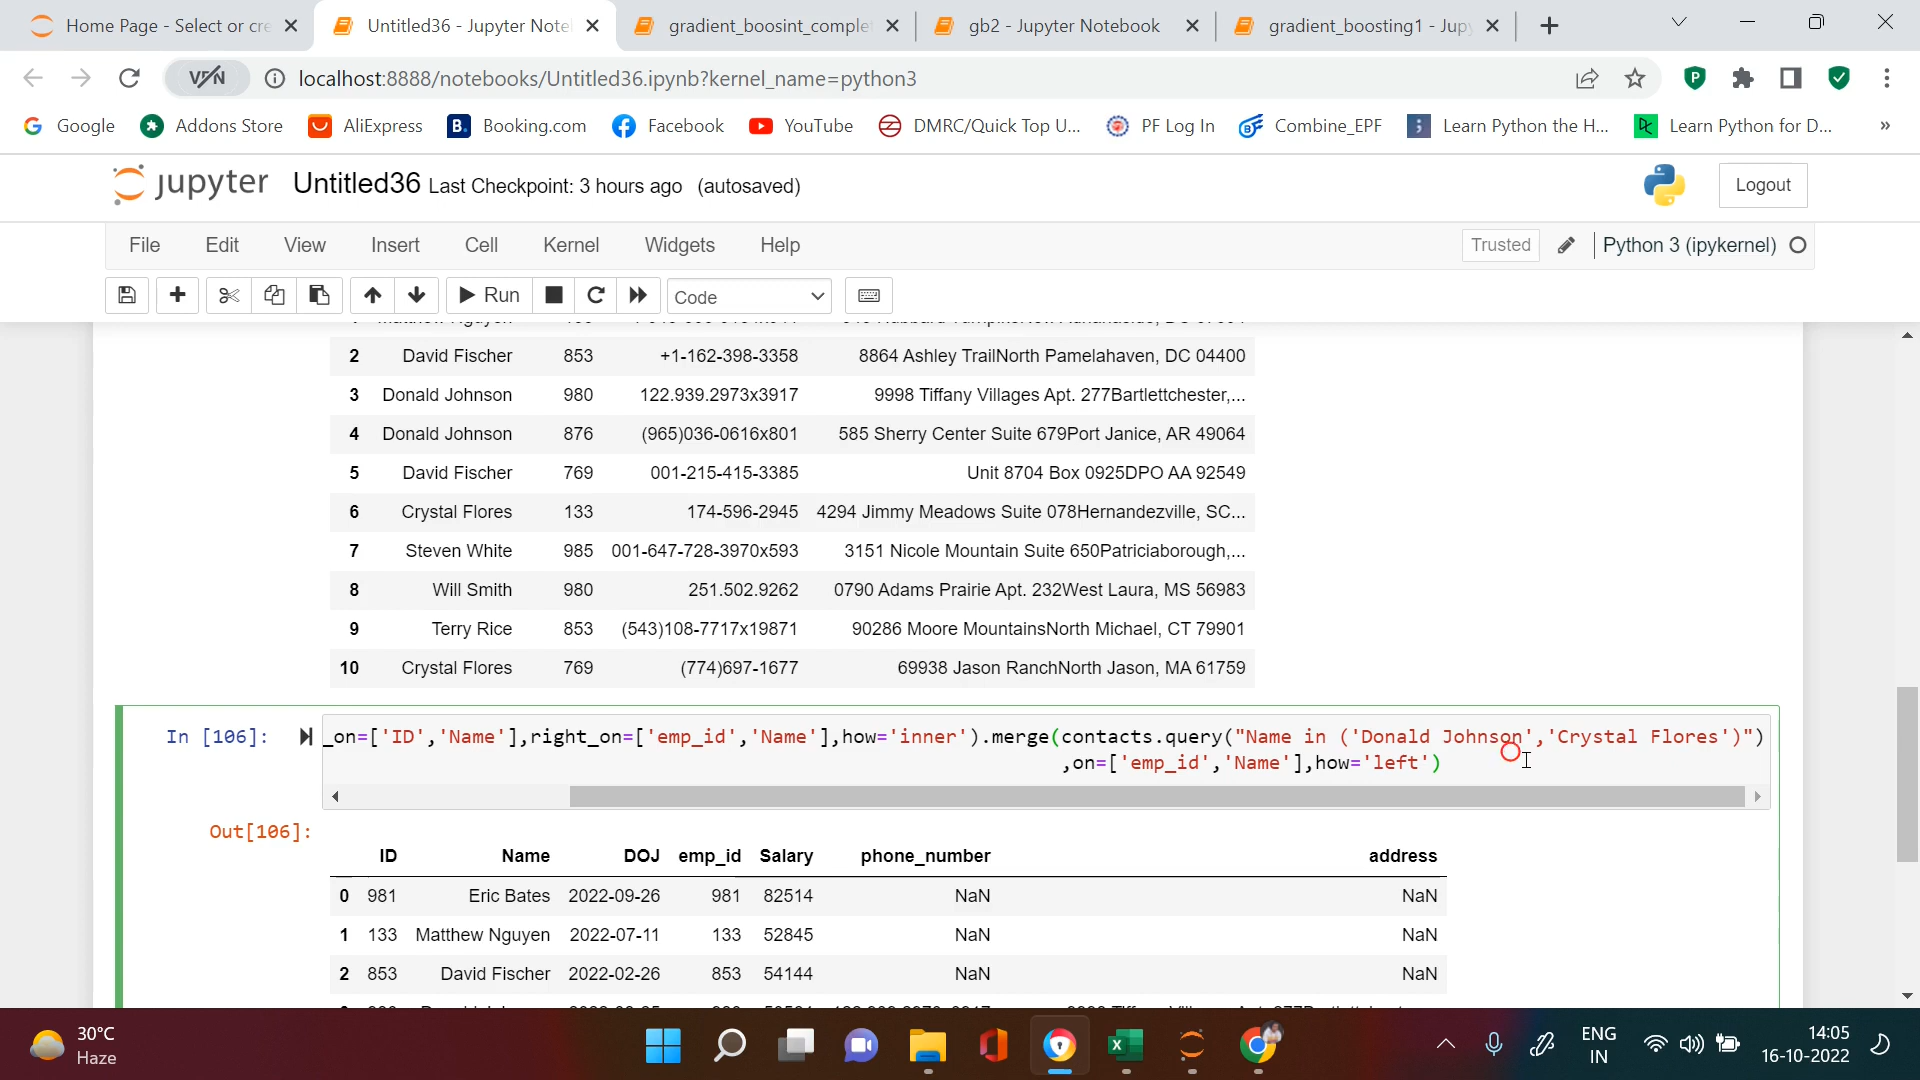 Home Page - Select or cre
Untitled36 - Jupyter Note
gradient_boosint_complet
gb2 - Jupyter Notebook
gradient_boosting1 - Jupy
VPN
localhost:8888/notebooks/Untitled36.ipynb?kernel_name=python3
Google
Addons Store
AliExpress
Booking.com
Facebook
YouTube
DMRC/Quick Top U...
PF Log In
Combine_EPF
Learn Python the H...
Learn Python for D...
jupyter Untitled36 Last Checkpoint: 3 hours ago (autosaved)
Logout
File Edit View Insert Cell Kernel Widgets Help
Trusted
Python 3 (ipykernel)
Run
Code
2 David Fischer 853 +1-162-398-3358 8864 Ashley TrailNorth Pamelahaven, DC 04400
3 Donald Johnson 980 122.939.2973x3917 9998 Tiffany Villages Apt. 277Bartlettchester,...
4 Donald Johnson 876 (965)036-0616x801 585 Sherry Center Suite 679Port Janice, AR 49064
5 David Fischer 769 001-215-415-3385 Unit 8704 Box 0925DPO AA 92549
6 Crystal Flores 133 174-596-2945 4294 Jimmy Meadows Suite 078Hernandezville, SC...
7 Steven White 985 001-647-728-3970x593 3151 Nicole Mountain Suite 650Patriciaborough,...
8 Will Smith 980 251.502.9262 0790 Adams Prairie Apt. 232West Laura, MS 56983
9 Terry Rice 853 (543)108-7717x19871 90286 Moore MountainsNorth Michael, CT 79901
10 Crystal Flores 769 (774)697-1677 69938 Jason RanchNorth Jason, MA 61759
In [106]: _on=['ID','Name'],right_on=['emp_id','Name'],how='inner').merge(contacts.query("Name in ('Donald Johnson','Crystal Flores')")
,on=['emp_id','Name'],how='left')
Out[106]:
ID Name DOJ emp_id Salary phone_number address
0 981 Eric Bates 2022-09-26 981 82514 NaN NaN
1 133 Matthew Nguyen 2022-07-11 133 52845 NaN NaN
2 853 David Fischer 2022-02-26 853 54144 NaN NaN
30°C
Haze
ENG
IN
14:05
16-10-2022